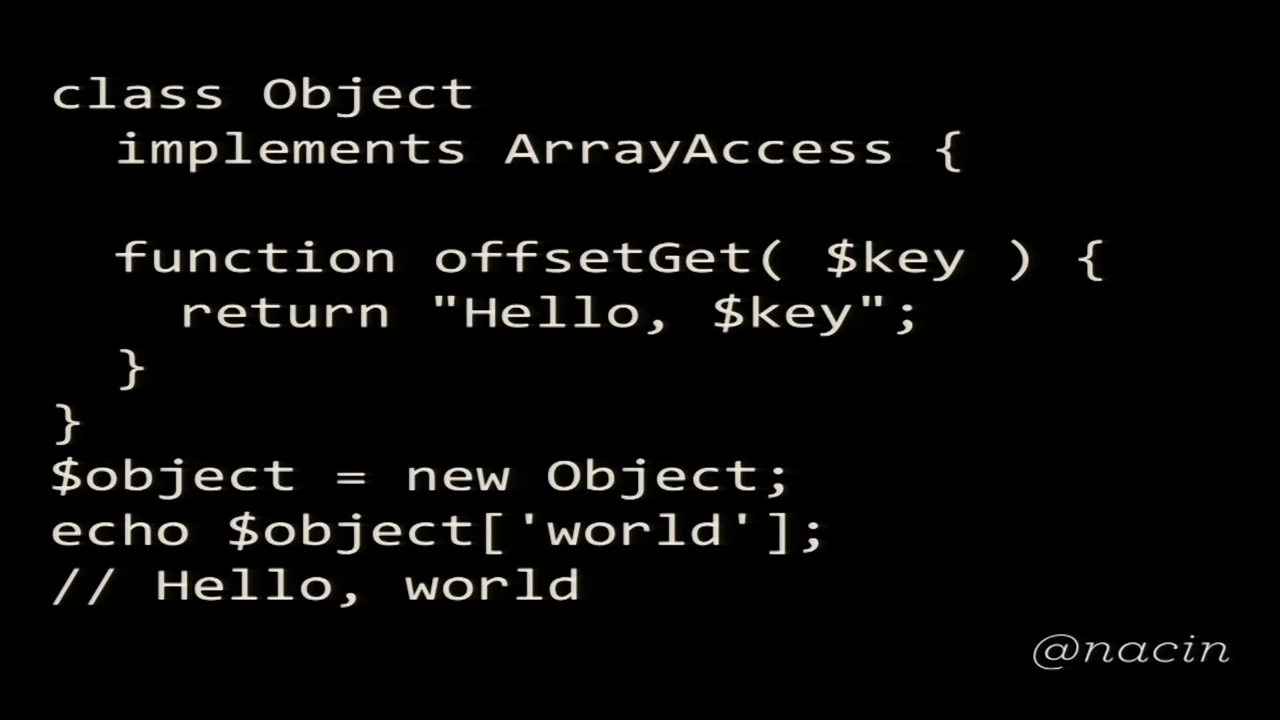 class Object
  implements ArrayAccess {
  function offsetGet( $key ) {
    return "Hello, $key";
  }
}
$object = new Object;
echo $object['world'];
// Hello, world
@nacin